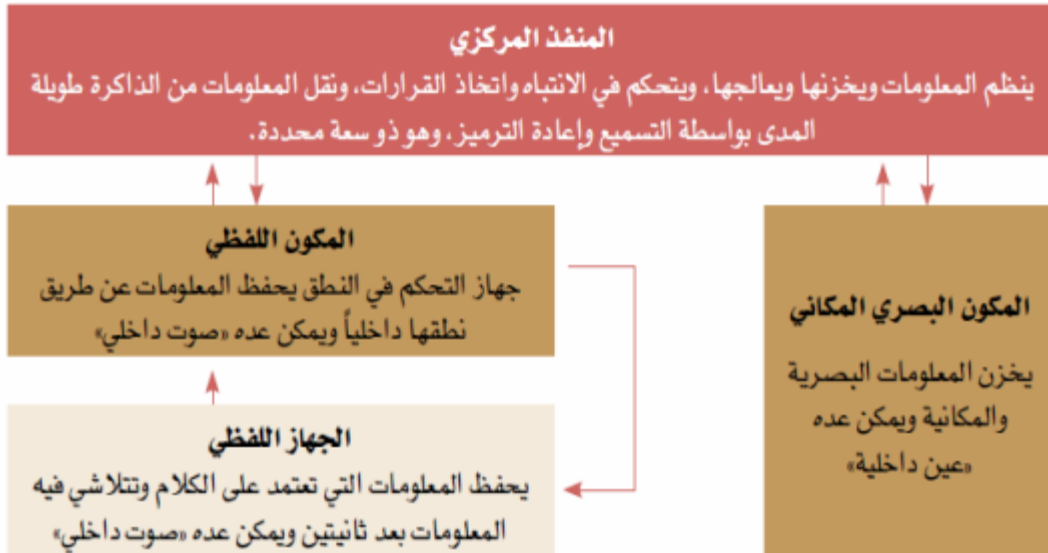 المنفذ المركزي
ينظم المعلومات ويخزنها ويعالجها، ويتحكم في الانتباه واتخاذ القرارات، ونقل المعلومات من الذاكرة طويلة
المدى بواسطة التسميع وإعادة الترميز، وهو ذو سعة محددة.
المكون اللفظي
جهاز التحكم في النطق يحفظ المعلومات عن طريق
نطقها داخلياً ويمكن عده «صوت داخلي»
الجهاز اللفظي
يحفظ المعلومات التي تعتمد على الكلام وتتلاشي فيه
المعلومات بعد ثانيتين ويمكن عده «صوت داخلي»
المكون البصري المكاني
يخزن المعلومات البصرية
والمكانية ويمكن عده
«عين داخلية»